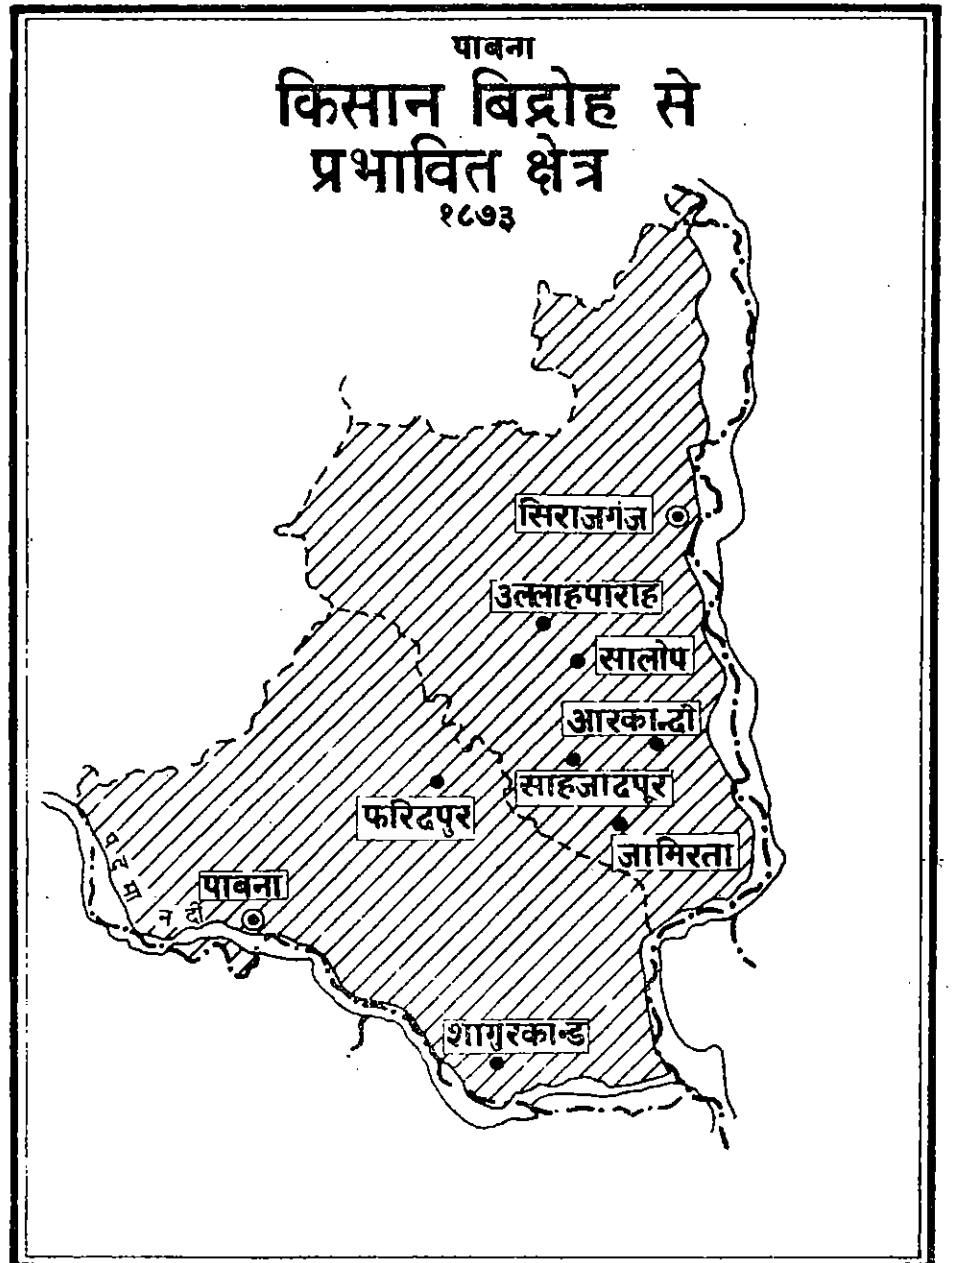 पाबना
किसान बिद्रोह से
प्रभावित क्षेत्र
१८७३
सिराजगंज
उल्लाहपाराह
सालोप
आरकान्दी
साहजादपूर
फरिदपुर
जामिरता
पाबना
पद्मा नदी
शागुरकान्ड